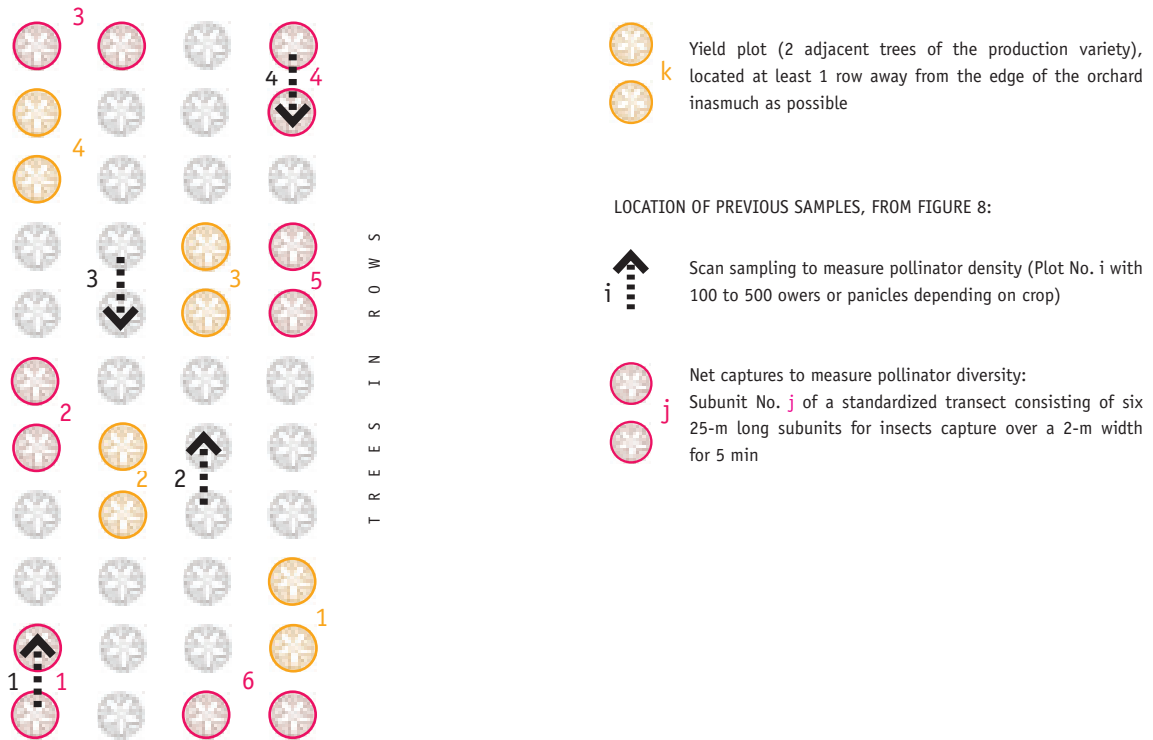 3
4
4
4
3
3
5
2
2
2
1
1
1
6
TREES IN ROWS
k
Yield plot (2 adjacent trees of the production variety),
located at least 1 row away from the edge of the orchard
inasmuch as possible
LOCATION OF PREVIOUS SAMPLES, FROM FIGURE 8:
i
Scan sampling to measure pollinator density (Plot No. i with
100 to 500 owers or panicles depending on crop)
j
Net captures to measure pollinator diversity:
Subunit No. j of a standardized transect consisting of six
25-m long subunits for insects capture over a 2-m width
for 5 min